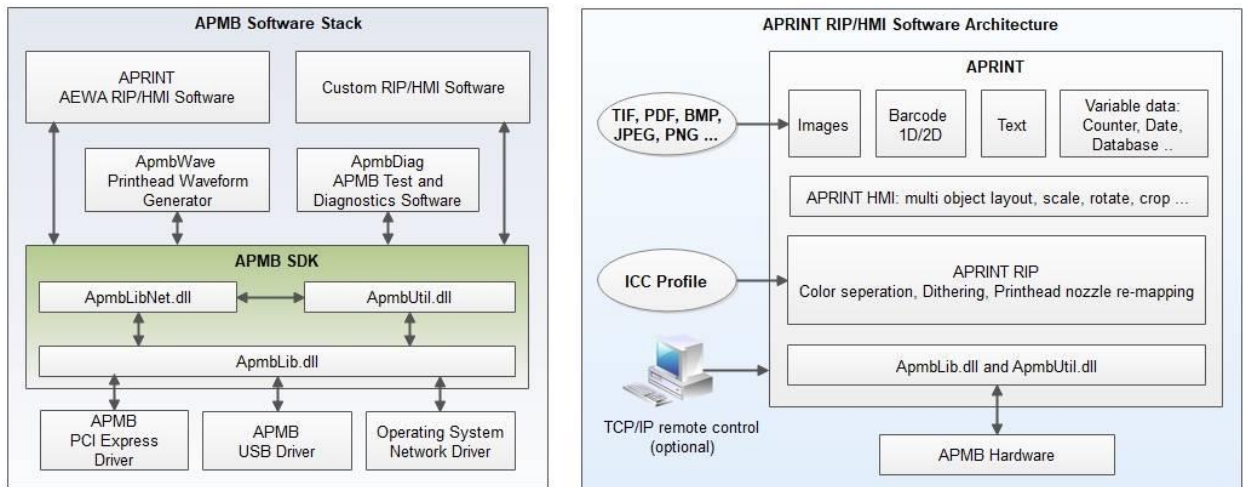 APMB Software Stack
APRINT
AEWA RIP/HMI Software
Custom RIP/HMI Software
ApmbWave
Printhead Waveform
Generator
ApmbDiag
APMB Test and
Diagnostics Software
APMB SDK
ApmbLibNet.dll
ApmbUtil.dll
ApmbLib.dll
APMB
PCI Express
Driver
APMB
USB Driver
Operating System
Network Driver
APRINT RIP/HMI Software Architecture
APRINT
TIF, PDF, BMP,
JPEG, PNG ...
Images
Barcode
1D/2D
Text
Variable data:
Counter, Date,
Database ..
APRINT HMI: multi object layout, scale, rotate, crop ...
ICC Profile
APRINT RIP
Color seperation, Dithering, Printhead nozzle re-mapping
TCP/IP remote control
(optional)
ApmbLib.dll and ApmbUtil.dll
APMB Hardware